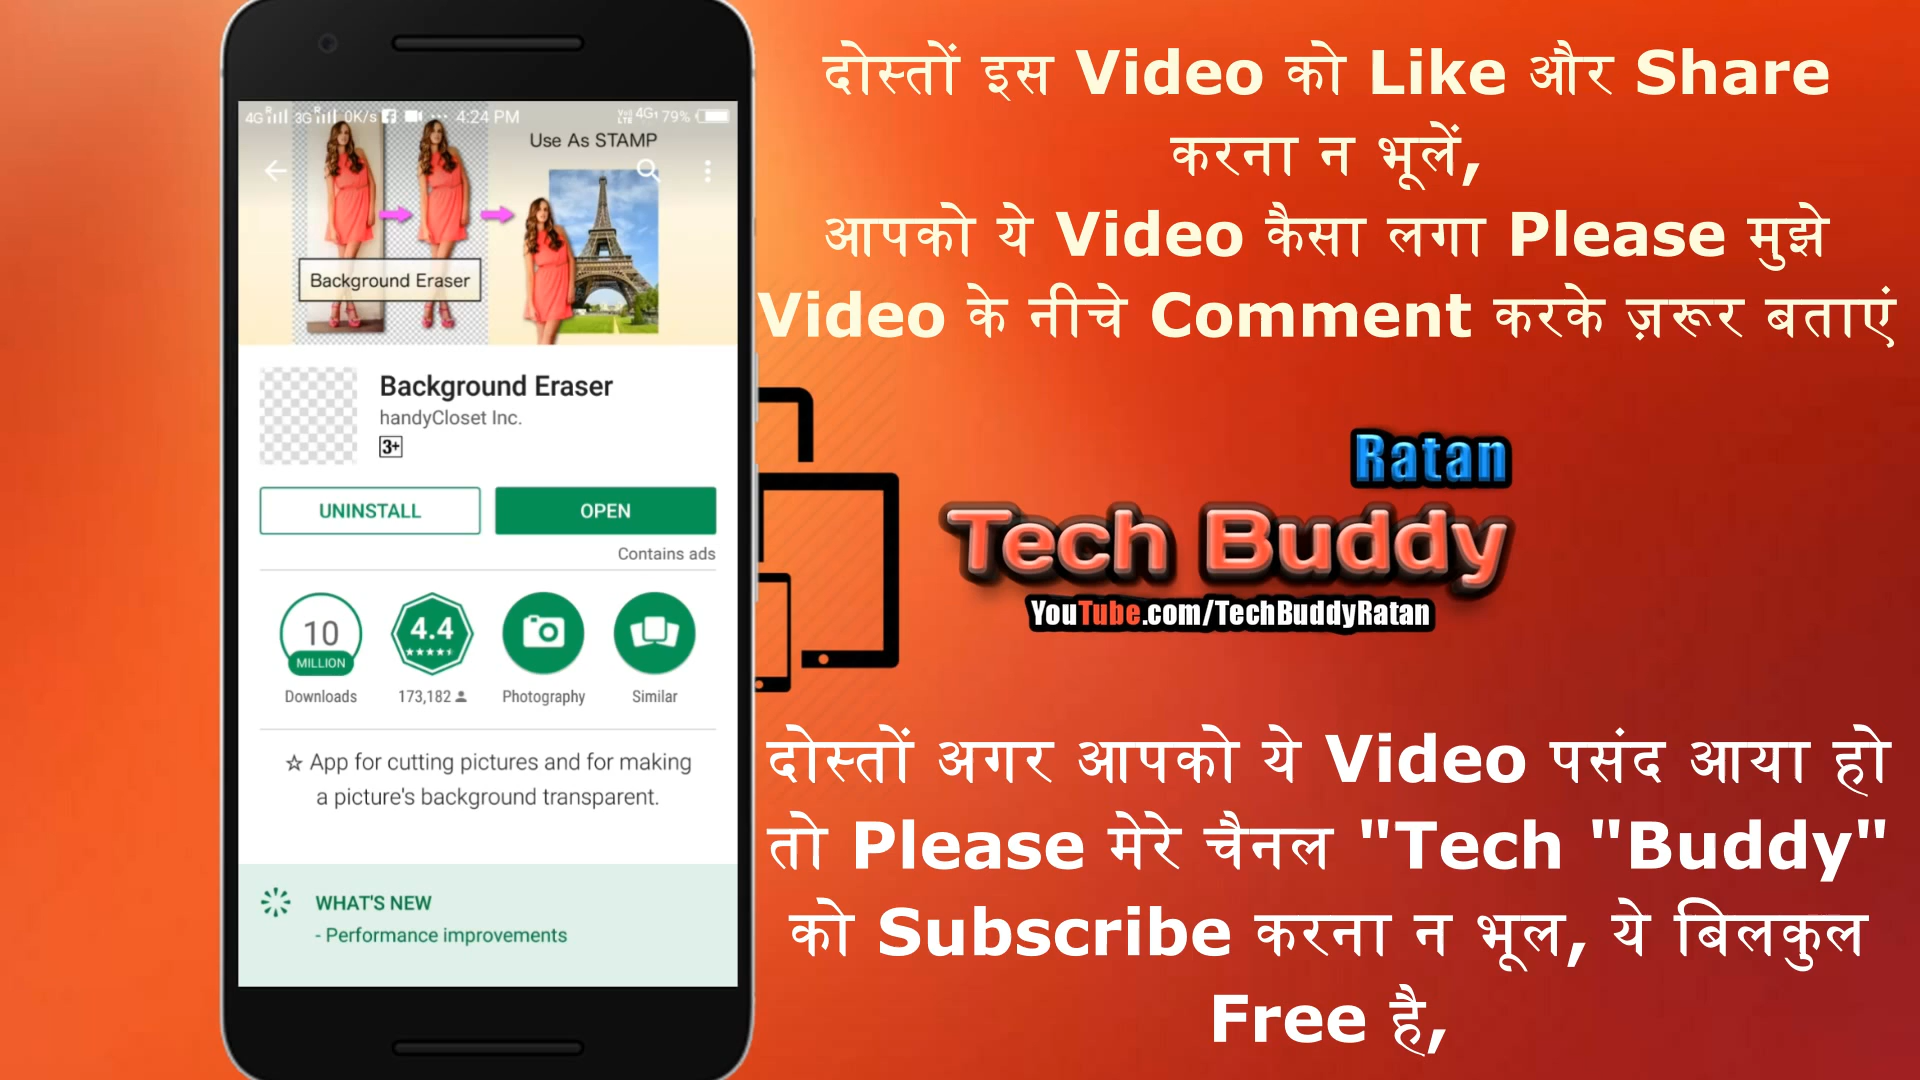 4G 3G 0K/s 4:24 PM 4G 79%
Use As STAMP
Background Eraser
Background Eraser
handyCloset Inc.
3+
UNINSTALL
OPEN
Contains ads
10
MILLION
Downloads
4.4
173,182
Photography
Similar
☆ App for cutting pictures and for making
a picture's background transparent.
WHAT'S NEW
- Performance improvements
दोस्तों इस Video को Like और Share
करना न भूलें,
आपको ये Video कैसा लगा Please मुझे
Video के नीचे Comment करके ज़रूर बताएं
Ratan
Tech Buddy
YouTube.com/TechBuddyRatan
दोस्तों अगर आपको ये Video पसंद आया हो
तो Please मेरे चैनल "Tech "Buddy"
को Subscribe करना न भूल, ये बिलकुल
Free है,